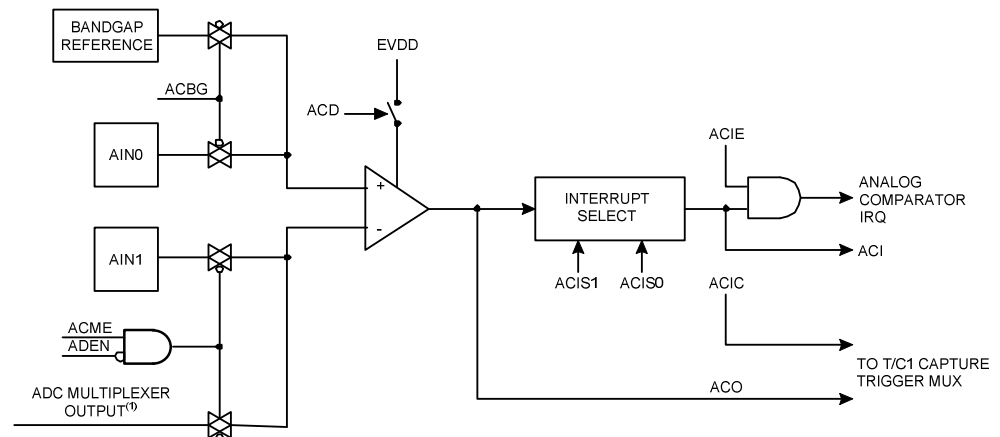 BANDGAP
REFERENCE
ACBG
AIN0
AIN1
ACME
ADEN
ADC MULTIPLEXER
OUTPUT(1)
EVDD
ACD
+
-
INTERRUPT
SELECT
ACIS1
ACIS0
ACIE
ANALOG
COMPARATOR
IRQ
ACI
ACIC
TO T/C1 CAPTURE
TRIGGER MUX
ACO